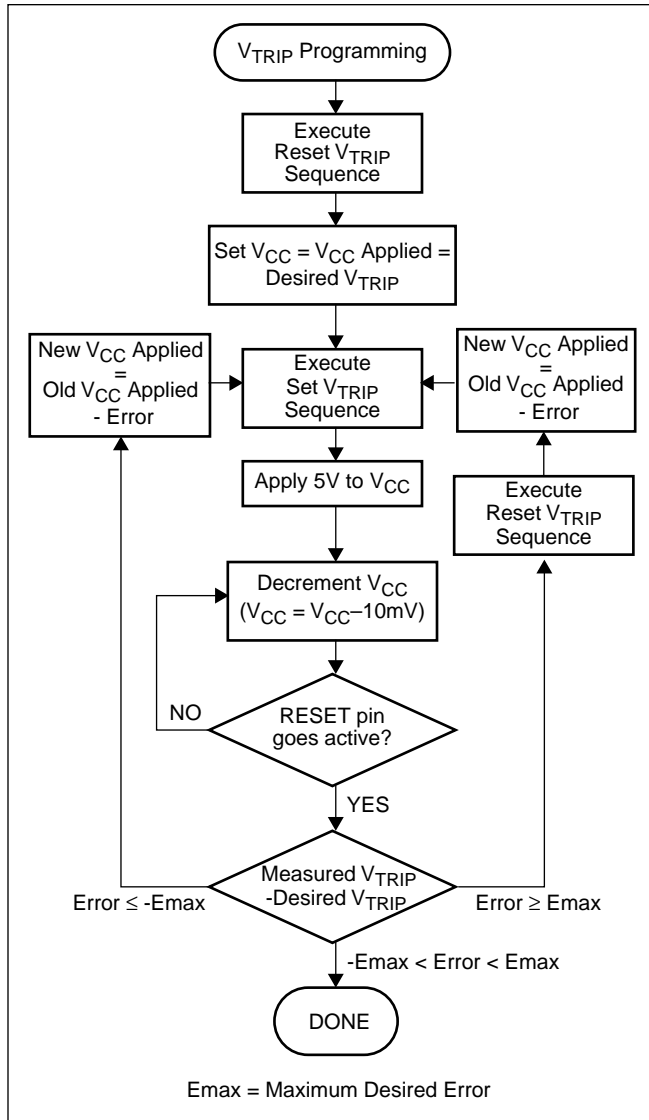 VTRIP Programming
Execute
Reset VTRIP
Sequence
Set VCC = VCC Applied =
Desired VTRIP
New VCC Applied
=
Old VCC Applied
- Error
Execute
Set VTRIP
Sequence
New VCC Applied
=
Old VCC Applied
- Error
Apply 5V to VCC
Execute
Reset VTRIP
Sequence
Decrement VCC
(VCC = VCC–10mV)
NO
RESET pin
goes active?
YES
Measured VTRIP
-Desired VTRIP
Error ≤ -Emax
Error ≥ Emax
-Emax < Error < Emax
DONE
Emax = Maximum Desired Error